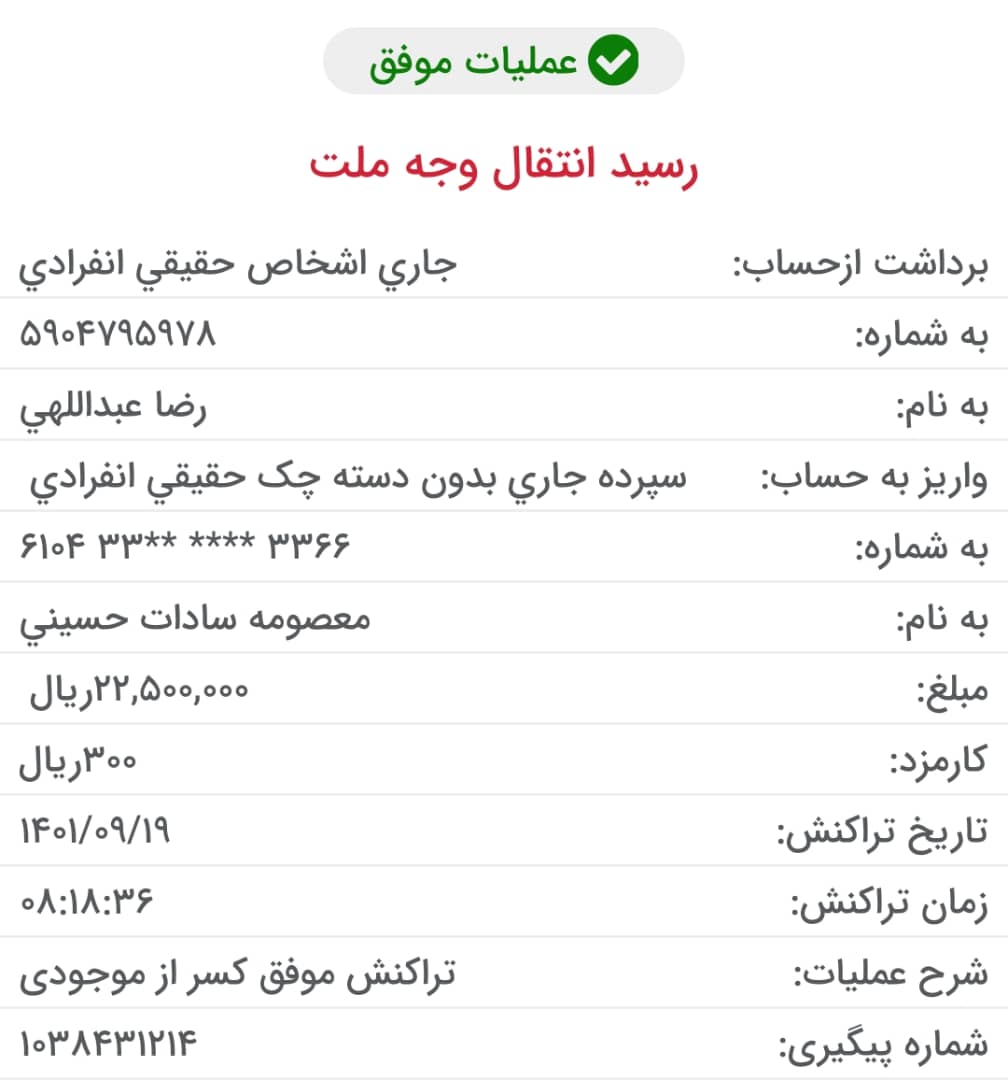 عملیات موفق
رسید انتقال وجه ملت
برداشت ازحساب: جاري اشخاص حقيقي انفرادي
به شماره: ۵۹۰۴۷۹۵۹۷۸
به نام: رضا عبداللهي
واریز به حساب: سپرده جاري بدون دسته چک حقيقي انفرادي
به شماره: ۶۱۰۴ ۳۳** **** ۳۳۶۶
به نام: معصومه سادات حسيني
مبلغ: ۲۲,۵۰۰,۰۰۰ریال
کارمزد: ۳۰۰ریال
تاریخ تراکنش: ۱۴۰۱/۰۹/۱۹
زمان تراکنش: ۰۸:۱۸:۳۶
شرح عملیات: تراکنش موفق کسر از موجودی
شماره پیگیری: ۱۰۳۸۴۳۱۲۱۴